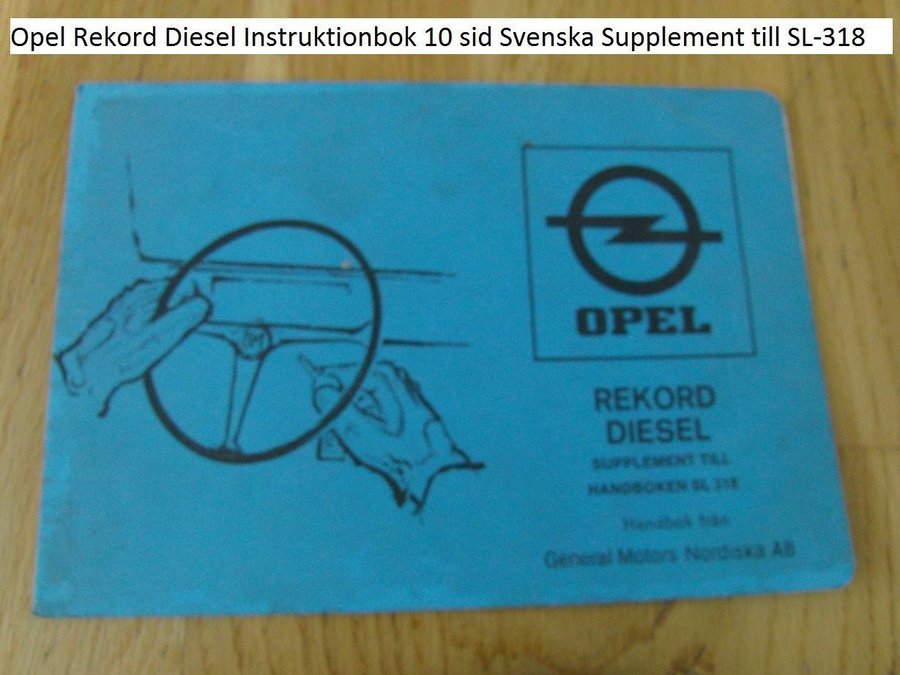 Opel Rekord Diesel Instruktionbok 10 sid Svenska Supplement till SL-318
OPEL
REKORD
DIESEL
SUPPLEMENT TILL
HANDBOKEN SL 318
Handbok från
General Motors Nordiska AB